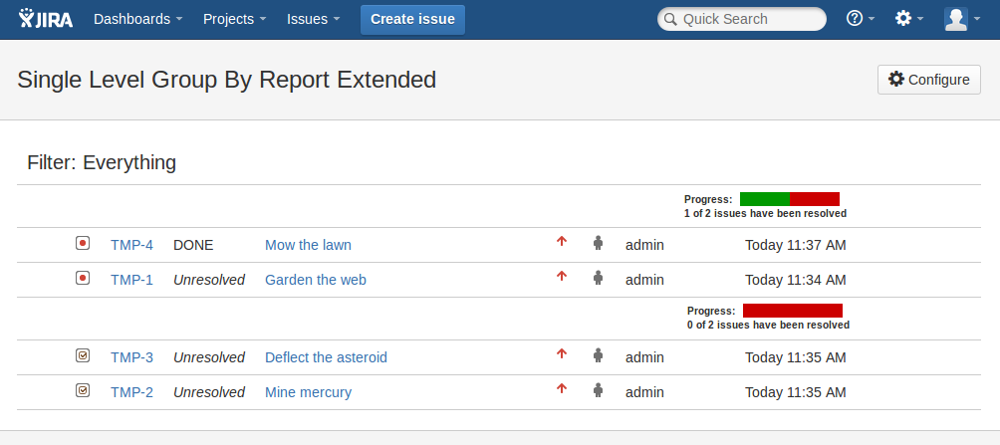 JIRA Dashboards Projects Issues Create issue Quick Search
Single Level Group By Report Extended Configure
Filter: Everything
Progress:
1 of 2 issues have been resolved
TMP-4 DONE Mow the lawn admin Today 11:37 AM
TMP-1 Unresolved Garden the web admin Today 11:34 AM
Progress:
0 of 2 issues have been resolved
TMP-3 Unresolved Deflect the asteroid admin Today 11:35 AM
TMP-2 Unresolved Mine mercury admin Today 11:35 AM